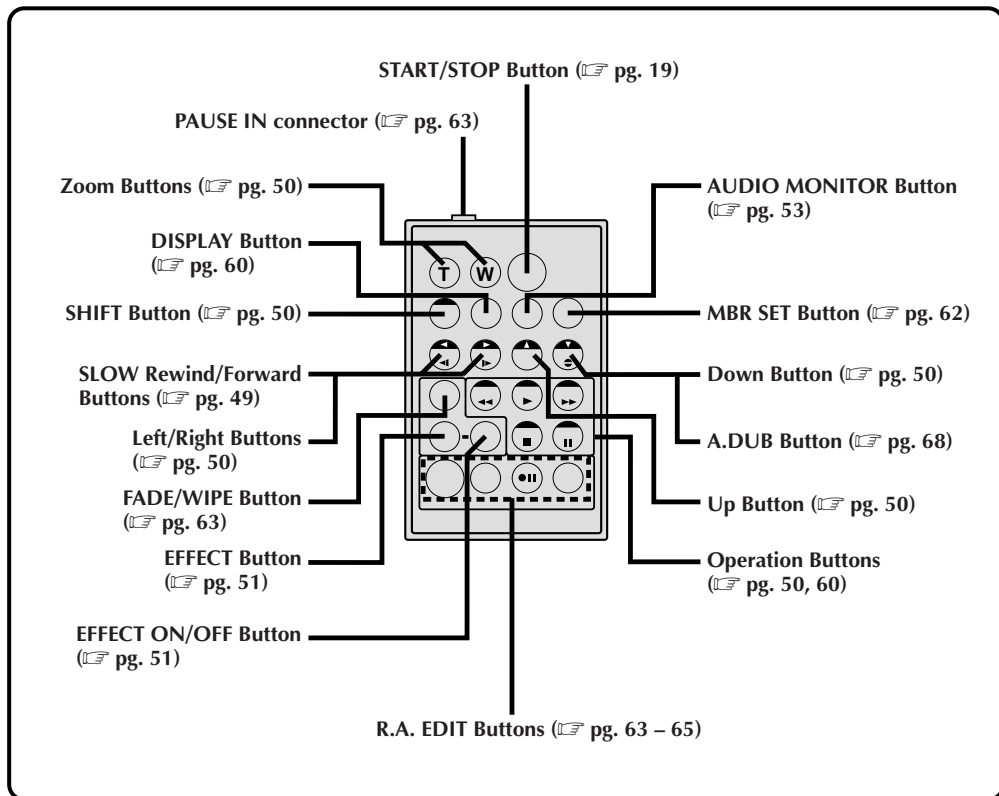 START/STOP Button (☞ pg. 19)
PAUSE IN connector (☞ pg. 63)
Zoom Buttons (☞ pg. 50)
DISPLAY Button
(☞ pg. 60)
SHIFT Button (☞ pg. 50)
SLOW Rewind/Forward
Buttons (☞ pg. 49)
Left/Right Buttons
(☞ pg. 50)
FADE/WIPE Button
(☞ pg. 63)
EFFECT Button
(☞ pg. 51)
EFFECT ON/OFF Button
(☞ pg. 51)
T W
AUDIO MONITOR Button
(☞ pg. 53)
MBR SET Button (☞ pg. 62)
Down Button (☞ pg. 50)
A.DUB Button (☞ pg. 68)
Up Button (☞ pg. 50)
Operation Buttons
(☞ pg. 50, 60)
R.A. EDIT Buttons (☞ pg. 63 – 65)